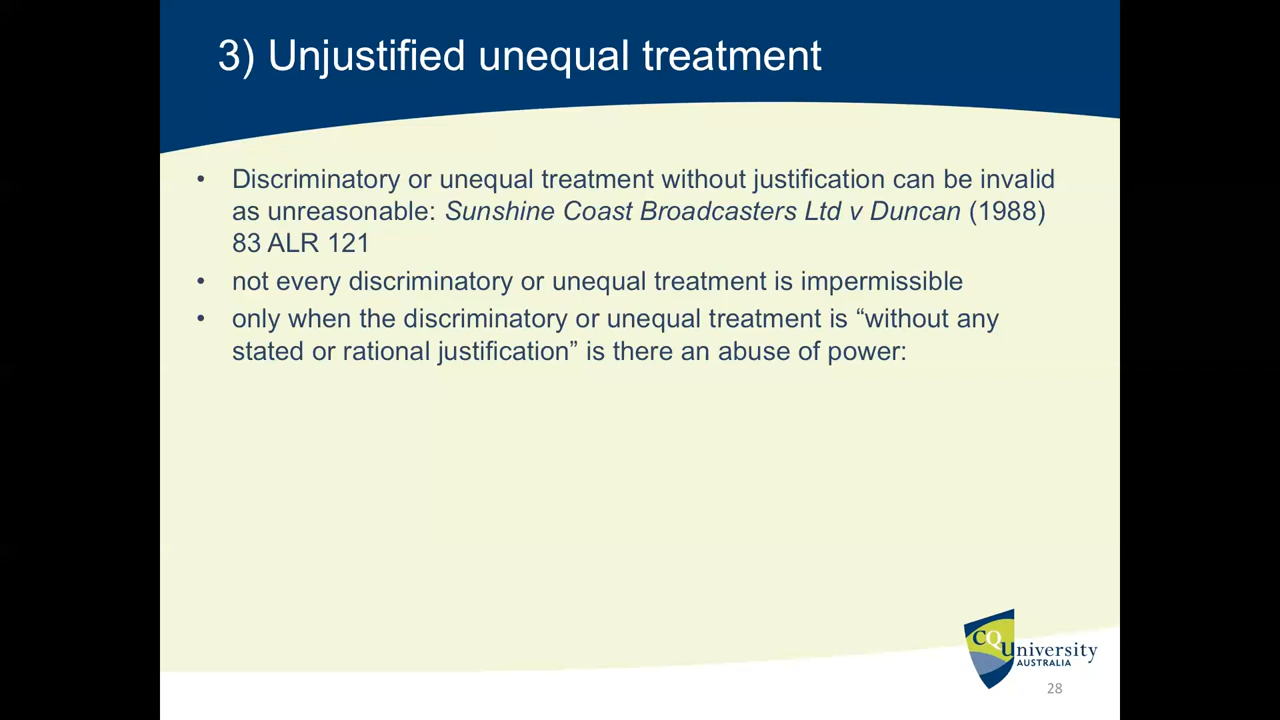 3) Unjustified unequal treatment
• Discriminatory or unequal treatment without justification can be invalid
as unreasonable: Sunshine Coast Broadcasters Ltd v Duncan (1988)
83 ALR 121
• not every discriminatory or unequal treatment is impermissible
• only when the discriminatory or unequal treatment is “without any
stated or rational justification” is there an abuse of power:
CQUniversity
AUSTRALIA
28